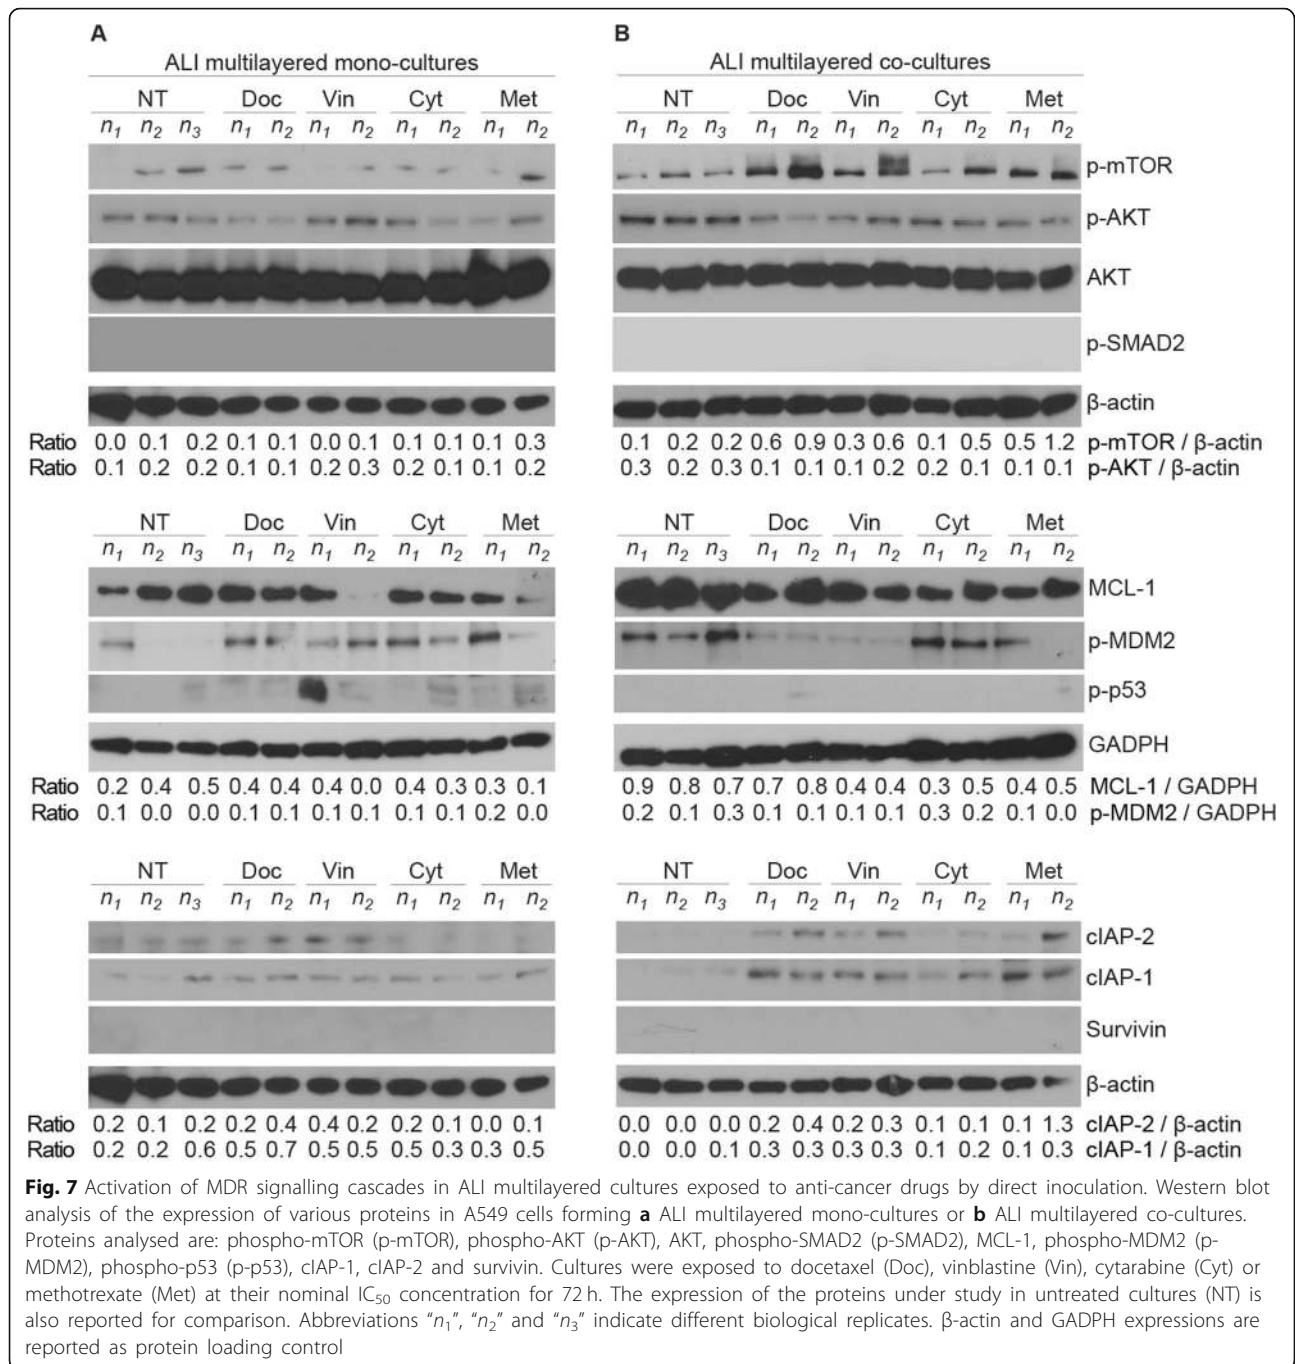 A B
ALI multilayered mono-cultures ALI multilayered co-cultures
NT Doc Vin Cyt Met NT Doc Vin Cyt Met
n1 n2 n3 n1 n2 n1 n2 n1 n2 n1 n2 n1 n2 n3 n1 n2 n1 n2 n1 n2 n1 n2
p-mTOR
p-AKT
AKT
p-SMAD2
β-actin
Ratio 0.0 0.1 0.2 0.1 0.1 0.0 0.1 0.1 0.1 0.1 0.3 0.1 0.2 0.2 0.6 0.9 0.3 0.6 0.1 0.5 0.5 1.2 p-mTOR / β-actin
Ratio 0.1 0.2 0.2 0.1 0.1 0.2 0.3 0.2 0.1 0.1 0.2 0.3 0.2 0.3 0.1 0.1 0.1 0.2 0.2 0.1 0.1 0.1 p-AKT / β-actin
NT Doc Vin Cyt Met NT Doc Vin Cyt Met
n1 n2 n3 n1 n2 n1 n2 n1 n2 n1 n2 n1 n2 n3 n1 n2 n1 n2 n1 n2 n1 n2
MCL-1
p-MDM2
p-p53
GADPH
Ratio 0.2 0.4 0.5 0.4 0.4 0.4 0.0 0.4 0.3 0.3 0.1 0.9 0.8 0.7 0.7 0.8 0.4 0.4 0.3 0.5 0.4 0.5 MCL-1 / GADPH
Ratio 0.1 0.0 0.0 0.1 0.1 0.1 0.1 0.1 0.1 0.2 0.0 0.2 0.1 0.3 0.1 0.1 0.1 0.1 0.3 0.2 0.1 0.0 p-MDM2 / GADPH
NT Doc Vin Cyt Met NT Doc Vin Cyt Met
n1 n2 n3 n1 n2 n1 n2 n1 n2 n1 n2 n1 n2 n3 n1 n2 n1 n2 n1 n2 n1 n2
cIAP-2
cIAP-1
Survivin
β-actin
Ratio 0.2 0.1 0.2 0.2 0.4 0.4 0.2 0.2 0.1 0.0 0.1 0.0 0.0 0.0 0.2 0.4 0.2 0.3 0.1 0.1 0.1 1.3 cIAP-2 / β-actin
Ratio 0.2 0.2 0.6 0.5 0.7 0.5 0.5 0.5 0.3 0.3 0.5 0.0 0.0 0.1 0.3 0.3 0.3 0.3 0.1 0.2 0.1 0.3 cIAP-1 / β-actin
Fig. 7 Activation of MDR signalling cascades in ALI multilayered cultures exposed to anti-cancer drugs by direct inoculation. Western blot
analysis of the expression of various proteins in A549 cells forming a ALI multilayered mono-cultures or b ALI multilayered co-cultures.
Proteins analysed are: phospho-mTOR (p-mTOR), phospho-AKT (p-AKT), AKT, phospho-SMAD2 (p-SMAD2), MCL-1, phospho-MDM2 (p-
MDM2), phospho-p53 (p-p53), cIAP-1, cIAP-2 and survivin. Cultures were exposed to docetaxel (Doc), vinblastine (Vin), cytarabine (Cyt) or
methotrexate (Met) at their nominal IC50 concentration for 72 h. The expression of the proteins under study in untreated cultures (NT) is
also reported for comparison. Abbreviations "n1", "n2" and "n3" indicate different biological replicates. β-actin and GADPH expressions are
reported as protein loading control